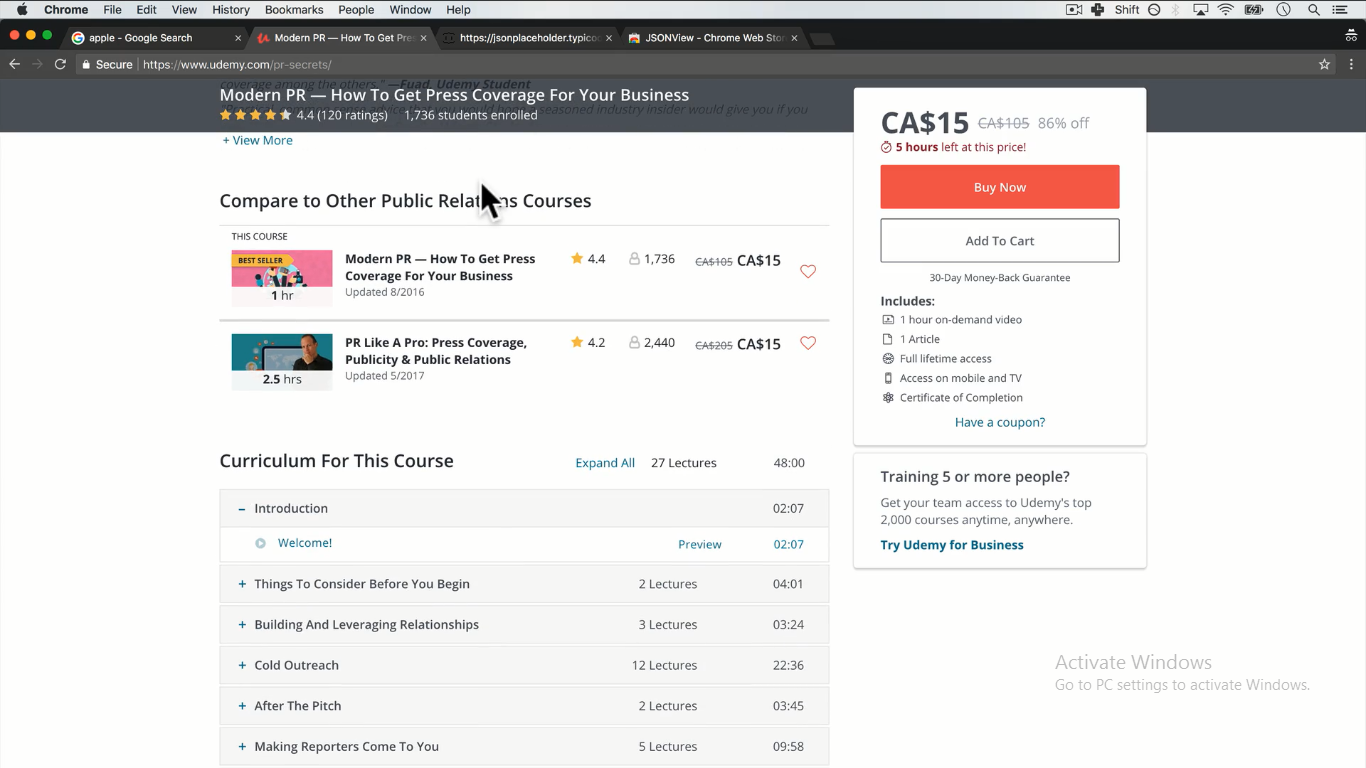 Chrome File Edit View History Bookmarks People Window Help Shift
apple - Google Search Modern PR — How To Get Pres https://jsonplaceholder.typico JSONView - Chrome Web Stor
Secure https://www.udemy.com/pr-secrets/
coverage among the others." —Fuad, Udemy Student
Modern PR — How To Get Press Coverage For Your Business
4.4 (120 ratings) 1,736 students enrolled
+ View More
CA$15 CA$105 86% off
5 hours left at this price!
Buy Now
Add To Cart
30-Day Money-Back Guarantee
Includes:
1 hour on-demand video
1 Article
Full lifetime access
Access on mobile and TV
Certificate of Completion
Have a coupon?
Training 5 or more people?
Get your team access to Udemy's top
2,000 courses anytime, anywhere.
Try Udemy for Business
Compare to Other Public Relations Courses
THIS COURSE
BEST SELLER
1 hr
Modern PR — How To Get Press
Coverage For Your Business
Updated 8/2016
4.4 1,736 CA$105 CA$15
2.5 hrs
PR Like A Pro: Press Coverage,
Publicity & Public Relations
Updated 5/2017
4.2 2,440 CA$205 CA$15
Curriculum For This Course Expand All 27 Lectures 48:00
– Introduction 02:07
Welcome! Preview 02:07
+ Things To Consider Before You Begin 2 Lectures 04:01
+ Building And Leveraging Relationships 3 Lectures 03:24
+ Cold Outreach 12 Lectures 22:36
+ After The Pitch 2 Lectures 03:45
+ Making Reporters Come To You 5 Lectures 09:58
Activate Windows
Go to PC settings to activate Windows.